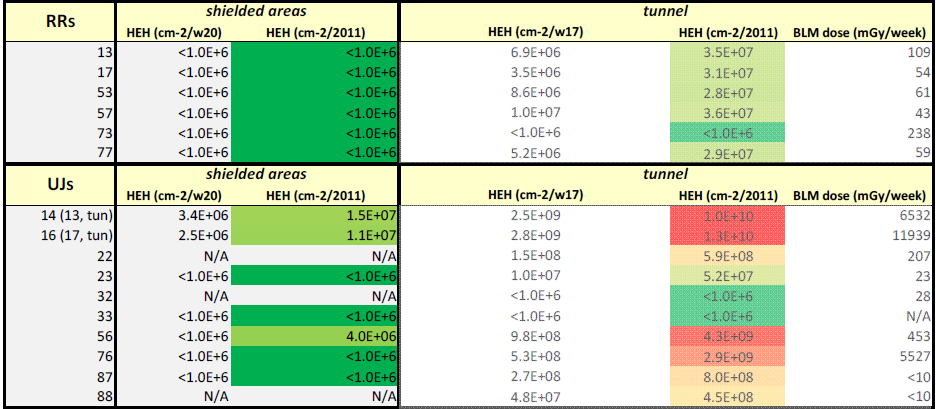 RRs shielded areas tunnel
HEH (cm-2/w20) HEH (cm-2/2011) HEH (cm-2/w17) HEH (cm-2/2011) BLM dose (mGy/week)
13 <1.0E+6 <1.0E+6 6.9E+06 3.5E+07 109
17 <1.0E+6 <1.0E+6 3.5E+06 3.1E+07 54
53 <1.0E+6 <1.0E+6 8.6E+06 2.8E+07 61
57 <1.0E+6 <1.0E+6 1.0E+07 3.6E+07 43
73 <1.0E+6 <1.0E+6 <1.0E+6 <1.0E+6 238
77 <1.0E+6 <1.0E+6 5.2E+06 2.9E+07 59
UJs shielded areas tunnel
HEH (cm-2/w20) HEH (cm-2/2011) HEH (cm-2/w17) HEH (cm-2/2011) BLM dose (mGy/week)
14 (13, tun) 3.4E+06 1.5E+07 2.5E+09 1.0E+10 6532
16 (17, tun) 2.5E+06 1.1E+07 2.8E+09 1.3E+10 11939
22 N/A N/A 1.5E+08 5.9E+08 207
23 <1.0E+6 <1.0E+6 1.0E+07 5.2E+07 23
32 N/A N/A <1.0E+6 <1.0E+6 28
33 <1.0E+6 <1.0E+6 <1.0E+6 <1.0E+6 N/A
56 <1.0E+6 4.0E+06 9.8E+08 4.3E+09 453
76 <1.0E+6 <1.0E+6 5.3E+08 2.9E+09 5527
87 <1.0E+6 <1.0E+6 2.7E+08 8.0E+08 <10
88 N/A N/A 4.8E+07 4.5E+08 <10